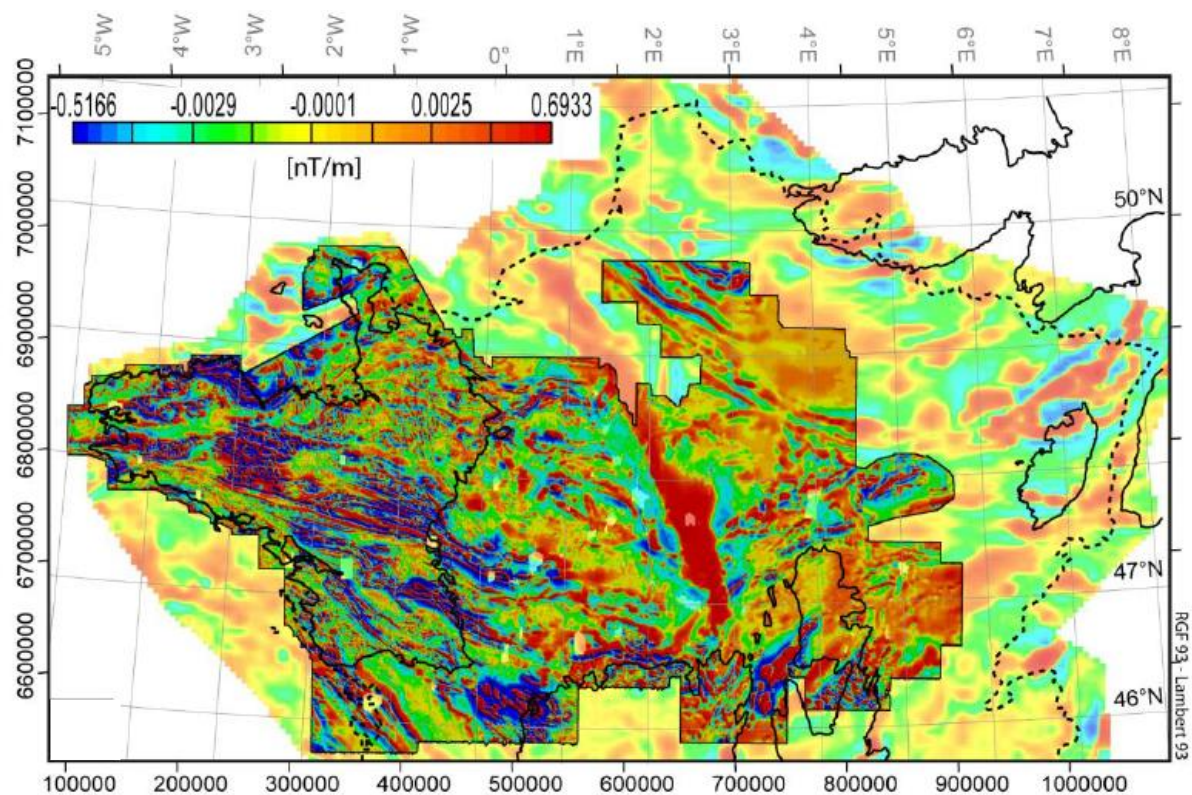 5°W 4°W 3°W 2°W 1°W 0° 1°E 2°E 3°E 4°E 5°E 6°E 7°E 8°E
-0.5166 -0.0029 -0.0001 0.0025 0.6933
[nT/m]
7100000
50°N
7000000
6900000
6800000
6700000
47°N
6600000
46°N
RGF 93 - Lambert 93
100000 200000 300000 400000 500000 600000 700000 800000 900000 1000000